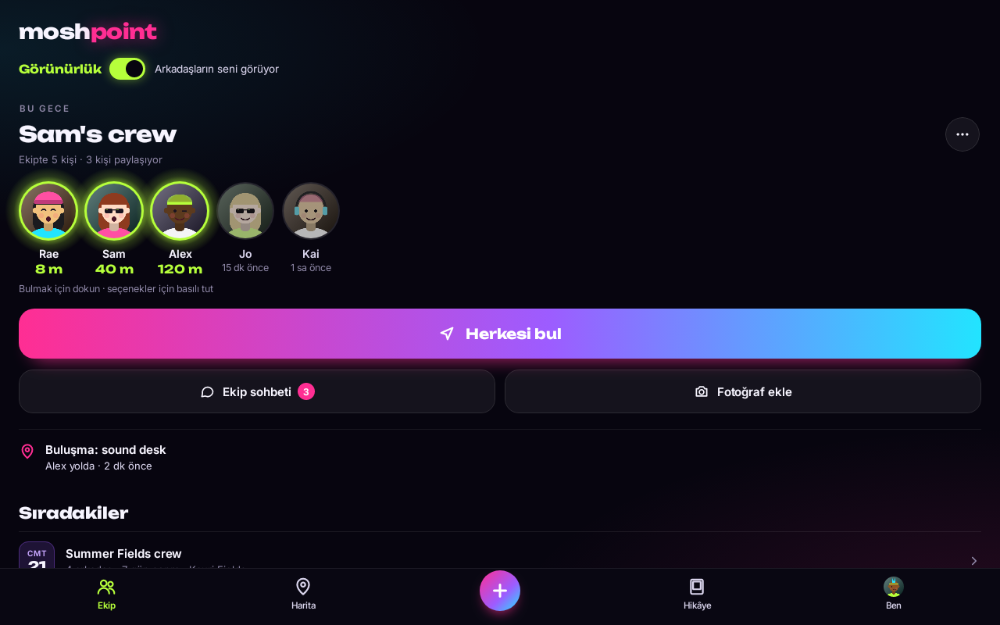 moshpoint
Görünürlük Arkadaşların seni görüyor
BU GECE
Sam's crew
Ekipte 5 kişi · 3 kişi paylaşıyor
Rae Sam Alex Jo Kai
8 m 40 m 120 m 15 dk önce 1 sa önce
Bulmak için dokun · seçenekler için basılı tut
Herkesi bul
Ekip sohbeti 3 Fotoğraf ekle
Buluşma: sound desk
Alex yolda · 2 dk önce
Sıradakiler
CMT
Summer Fields crew
21
Ekip Harita Hikâye Ben